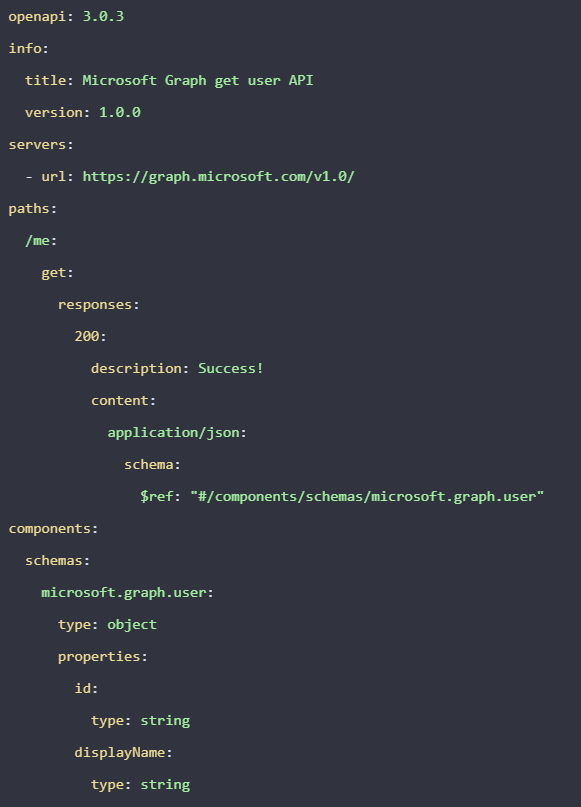 openapi: 3.0.3
info:
  title: Microsoft Graph get user API
  version: 1.0.0
servers:
  - url: https://graph.microsoft.com/v1.0/
paths:
  /me:
    get:
      responses:
        200:
          description: Success!
          content:
            application/json:
              schema:
                $ref: "#/components/schemas/microsoft.graph.user"
components:
  schemas:
    microsoft.graph.user:
      type: object
      properties:
        id:
          type: string
        displayName:
          type: string